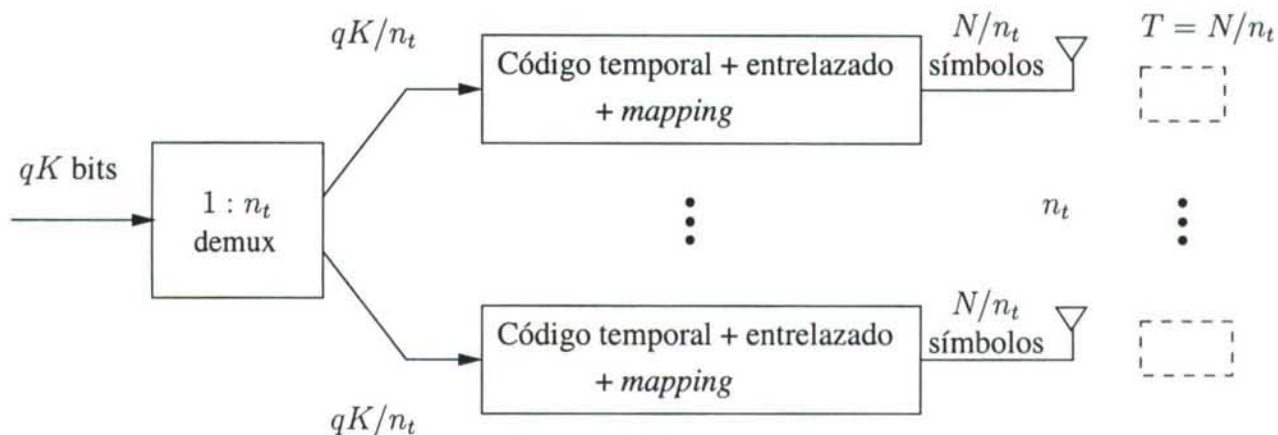 qK/n_t
N/n_t
símbolos
T = N/n_t
Código temporal + entrelazado
+ mapping
qK bits
1 : n_t
demux
n_t
Código temporal + entrelazado
+ mapping
N/n_t
símbolos
qK/n_t